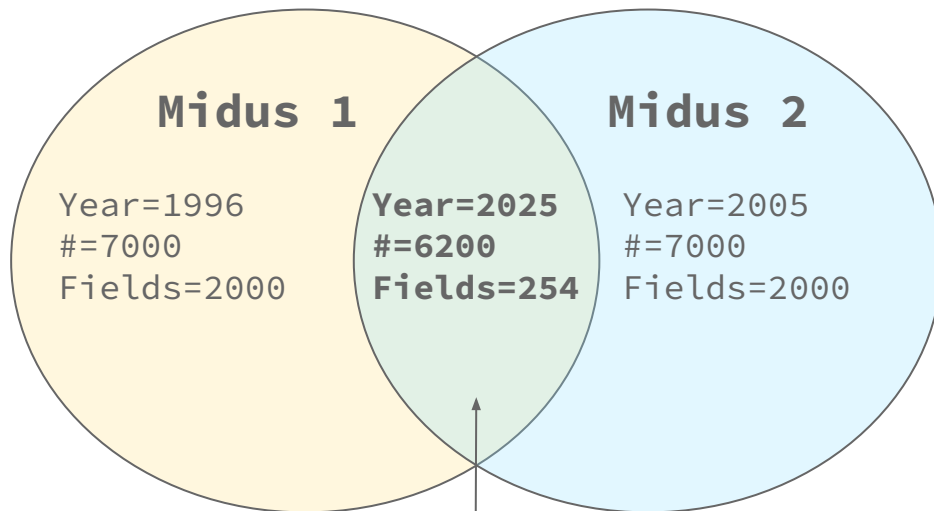 Midus 1
Midus 2
Year=1996
#=7000
Fields=2000
Year=2025
#=6200
Fields=254
Year=2005
#=7000
Fields=2000